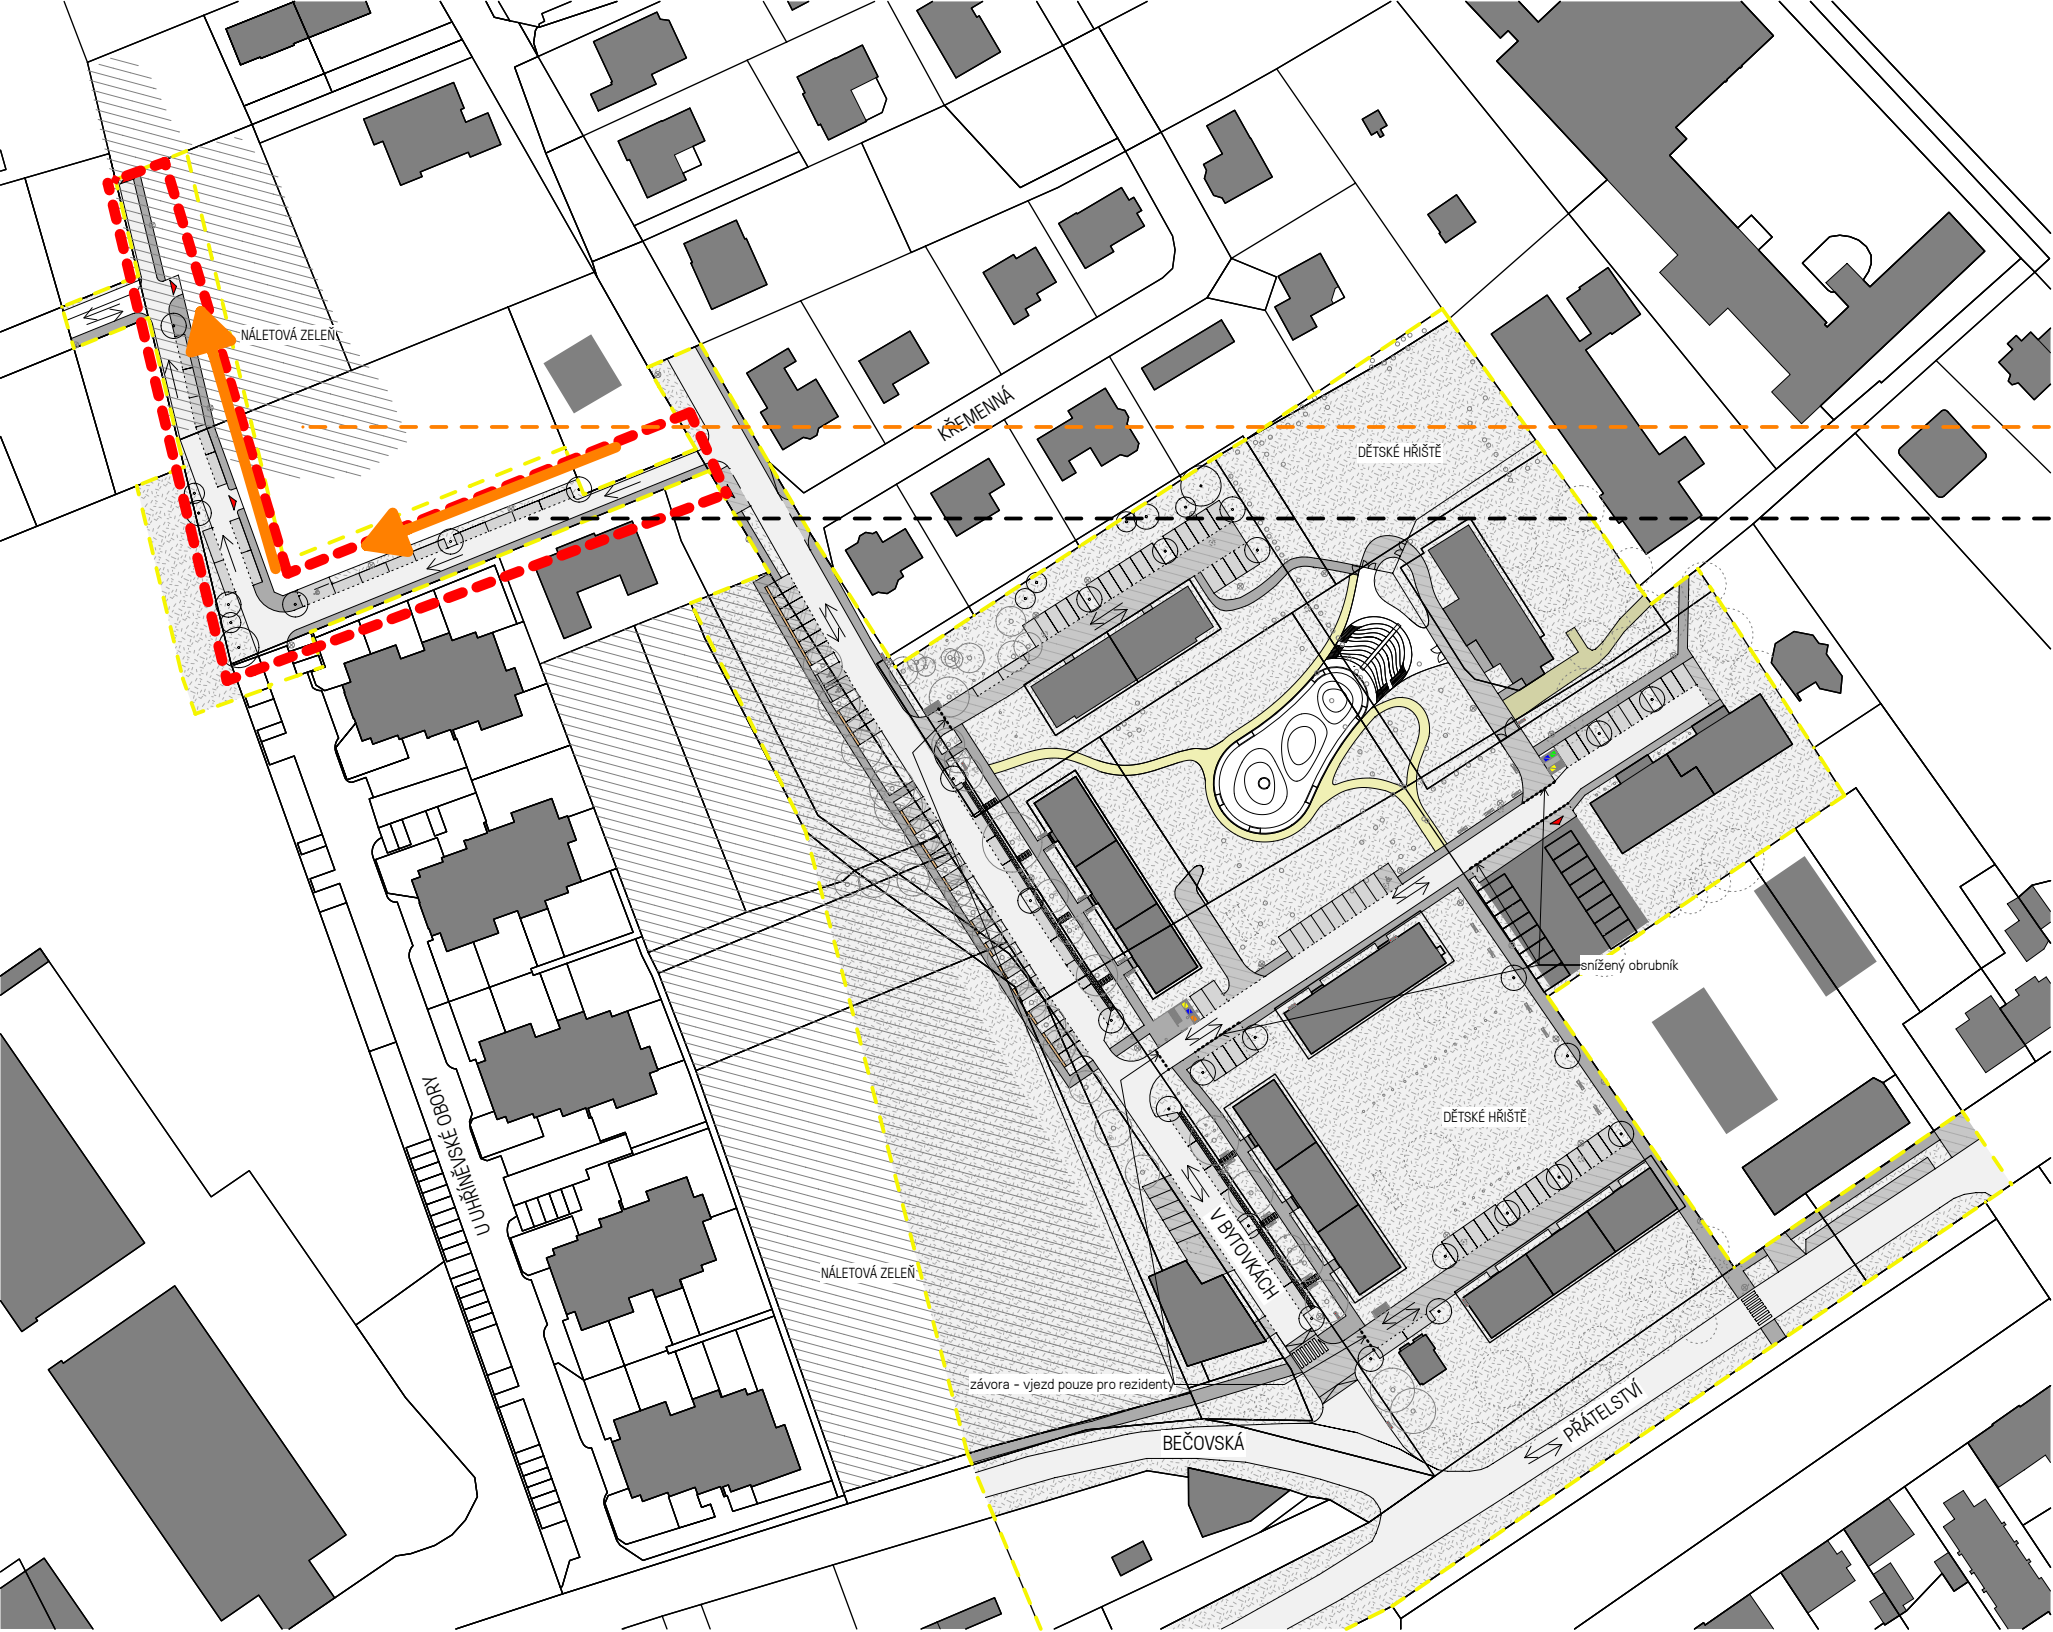 NÁLETOVÁ ZELEŇ
KŘEMENNÁ
DĚTSKÉ HŘIŠTĚ
snížený obrubník
DĚTSKÉ HŘIŠTĚ
U UHŘÍNĚVSKÉ OBORY
V BYTOVKÁCH
NÁLETOVÁ ZELEŇ
závora - vjezd pouze pro rezidenty
PŘÁTELSTVÍ
BEČOVSKÁ